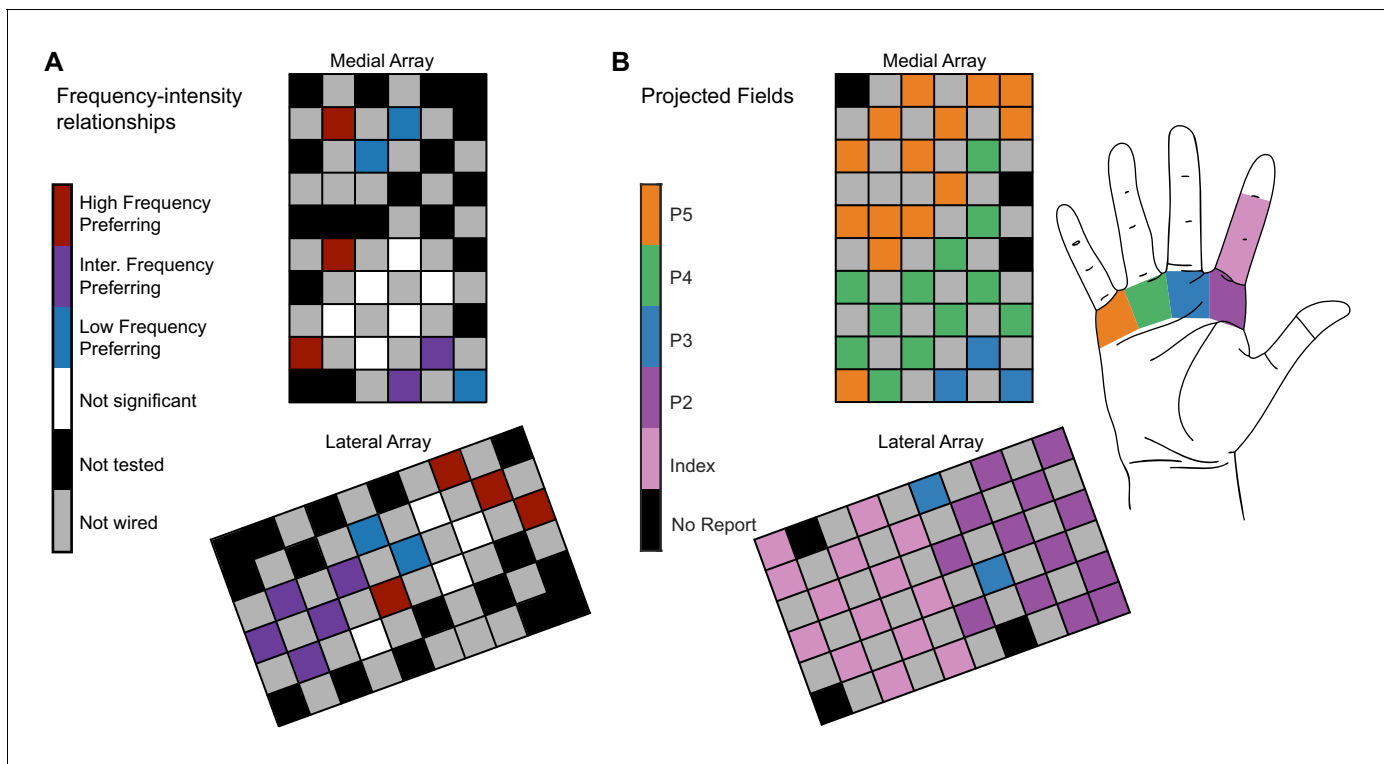 A
Frequency-intensity
relationships
Medial Array
High Frequency
Preferring
Inter. Frequency
Preferring
Low Frequency
Preferring
Not significant
Not tested
Not wired
Lateral Array
B
Projected Fields
Medial Array
P5
P4
P3
P2
Index
No Report
Lateral Array